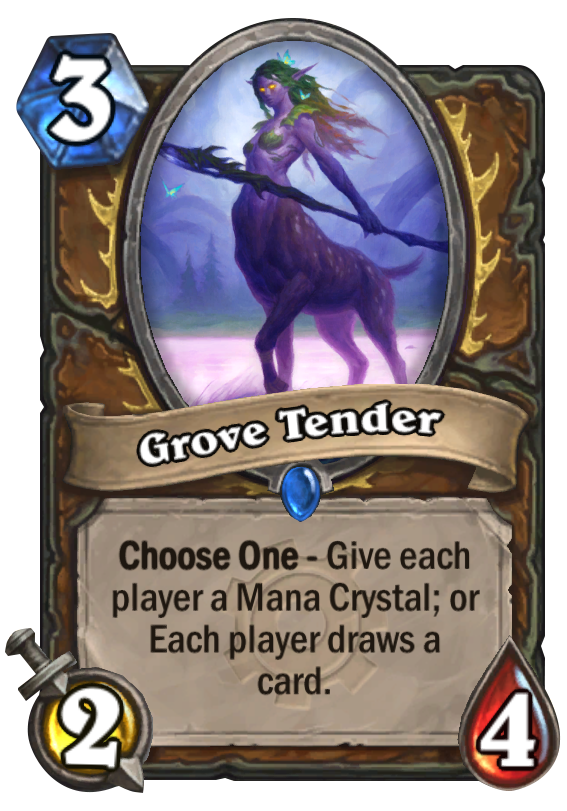 3
Grove Tender
Choose One - Give each
player a Mana Crystal; or
Each player draws a
card.
2
4